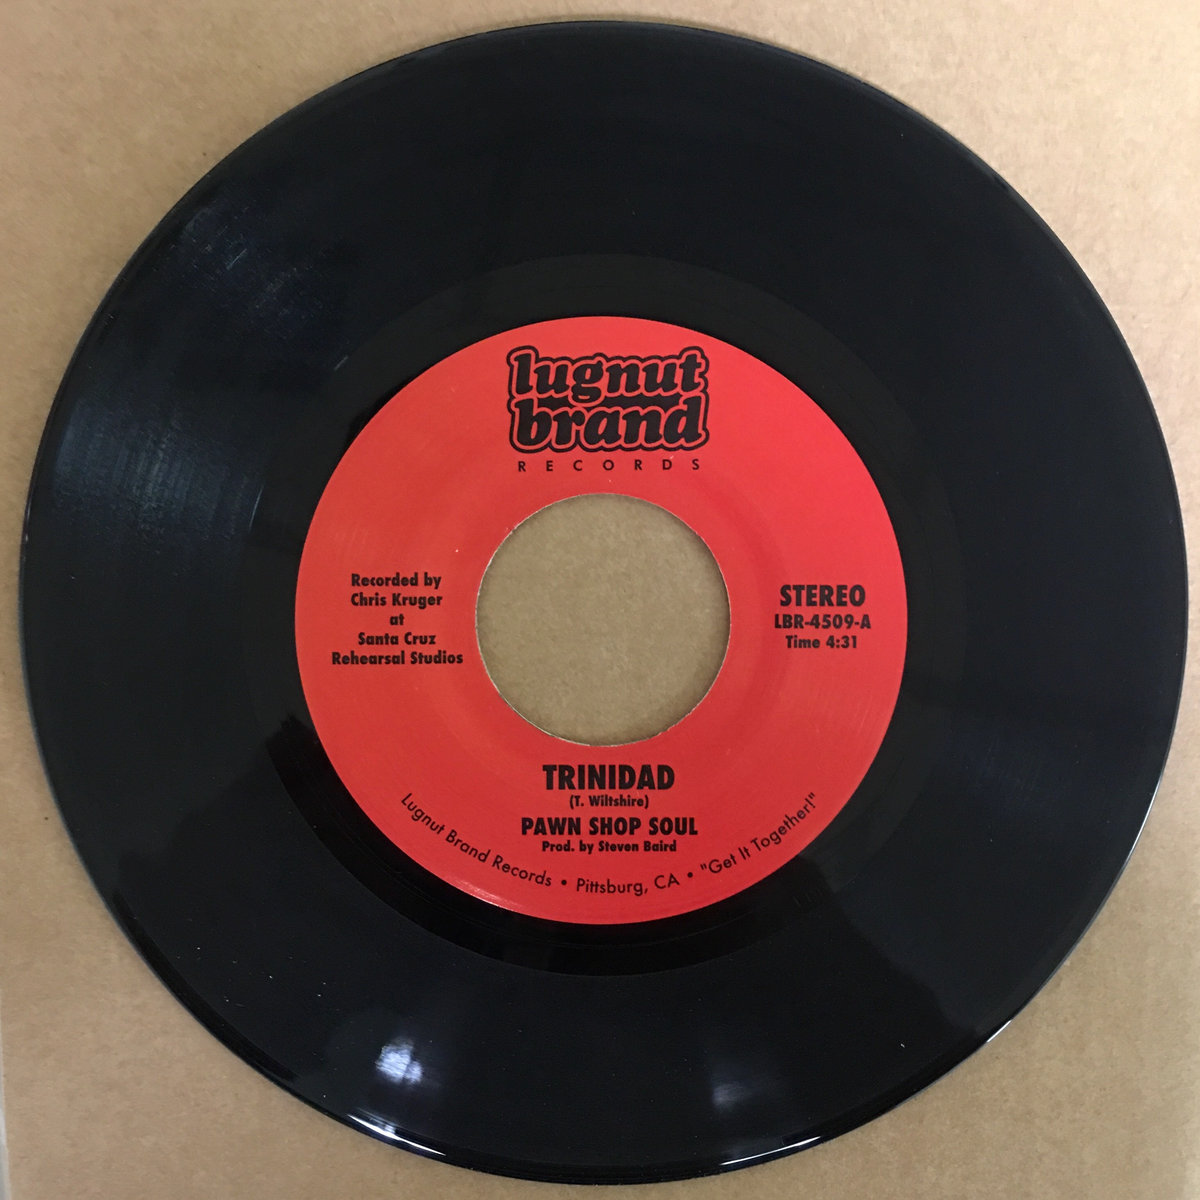 lugnut
brand
RECORDS
Recorded by
Chris Kruger
at
Santa Cruz
Rehearsal Studios
STEREO
LBR-4509-A
Time 4:31
TRINIDAD
(T. Wiltshire)
PAWN SHOP SOUL
Prod. by Steven Baird
Lugnut Brand Records • Pittsburg, CA • "Get It Together!"